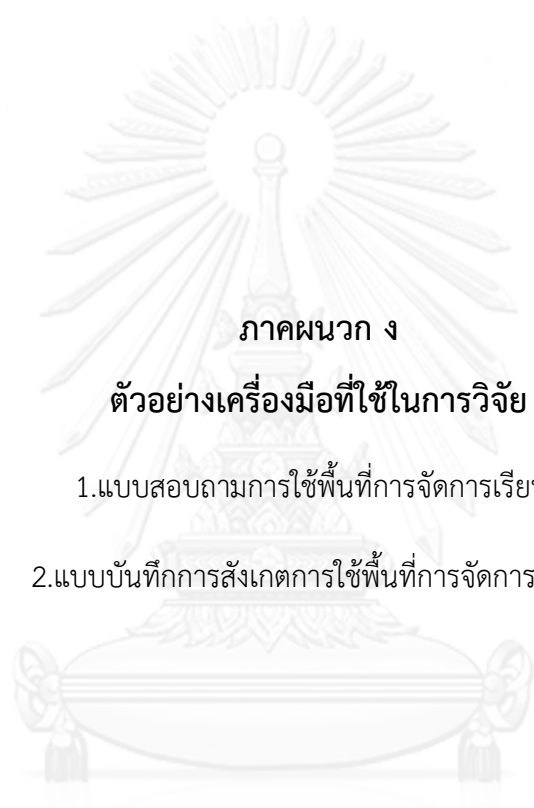 ภาคผนวก ง
ตัวอย่างเครื่องมือที่ใช้ในการวิจัย
1.แบบสอบถามการใช้พื้นที่การจัดการเรีย
2.แบบบันทึกการสังเกตการใช้พื้นที่การจัดการ